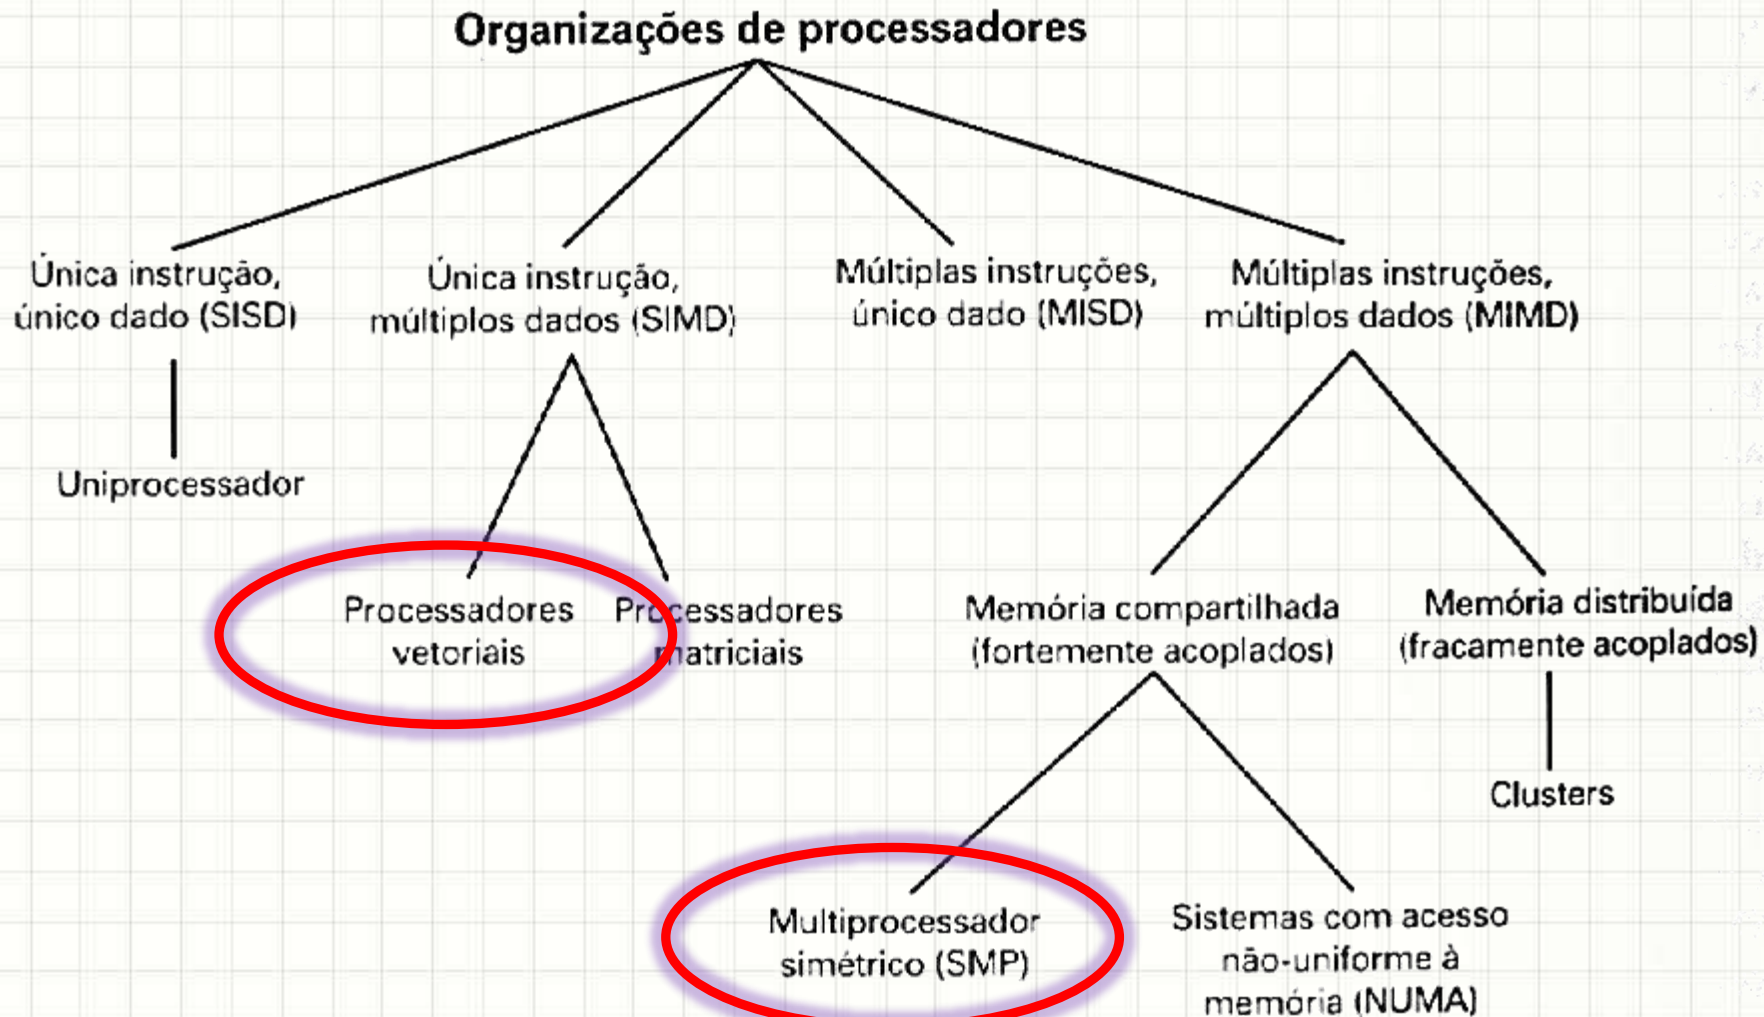 Organizações de processadores
Única instrução,
único dado (SISD)
Única instrução,
múltiplos dados (SIMD)
Múltiplas instruções,
único dado (MISD)
Múltiplas instruções,
múltiplos dados (MIMD)
Uniprocessador
Processadores
vetoriais
Processadores
matriciais
Memória compartilhada
(fortemente acoplados)
Memória distribuída
(fracamente acoplados)
Clusters
Multiprocessador
simétrico (SMP)
Sistemas com acesso
não-uniforme à
memória (NUMA)